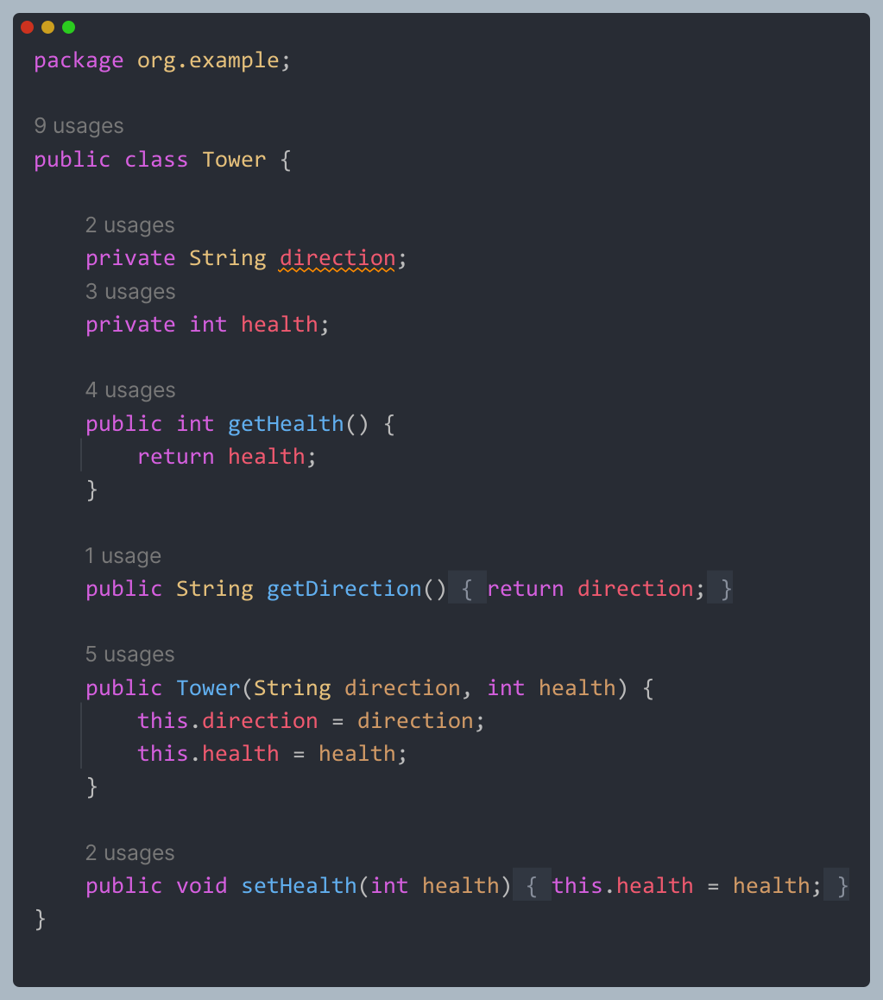 package org.example;
9 usages
public class Tower {
2 usages
private String direction;
3 usages
private int health;
4 usages
public int getHealth() {
return health;
}
1 usage
public String getDirection() { return direction; }
5 usages
public Tower(String direction, int health) {
this.direction = direction;
this.health = health;
}
2 usages
public void setHealth(int health) { this.health = health; }
}